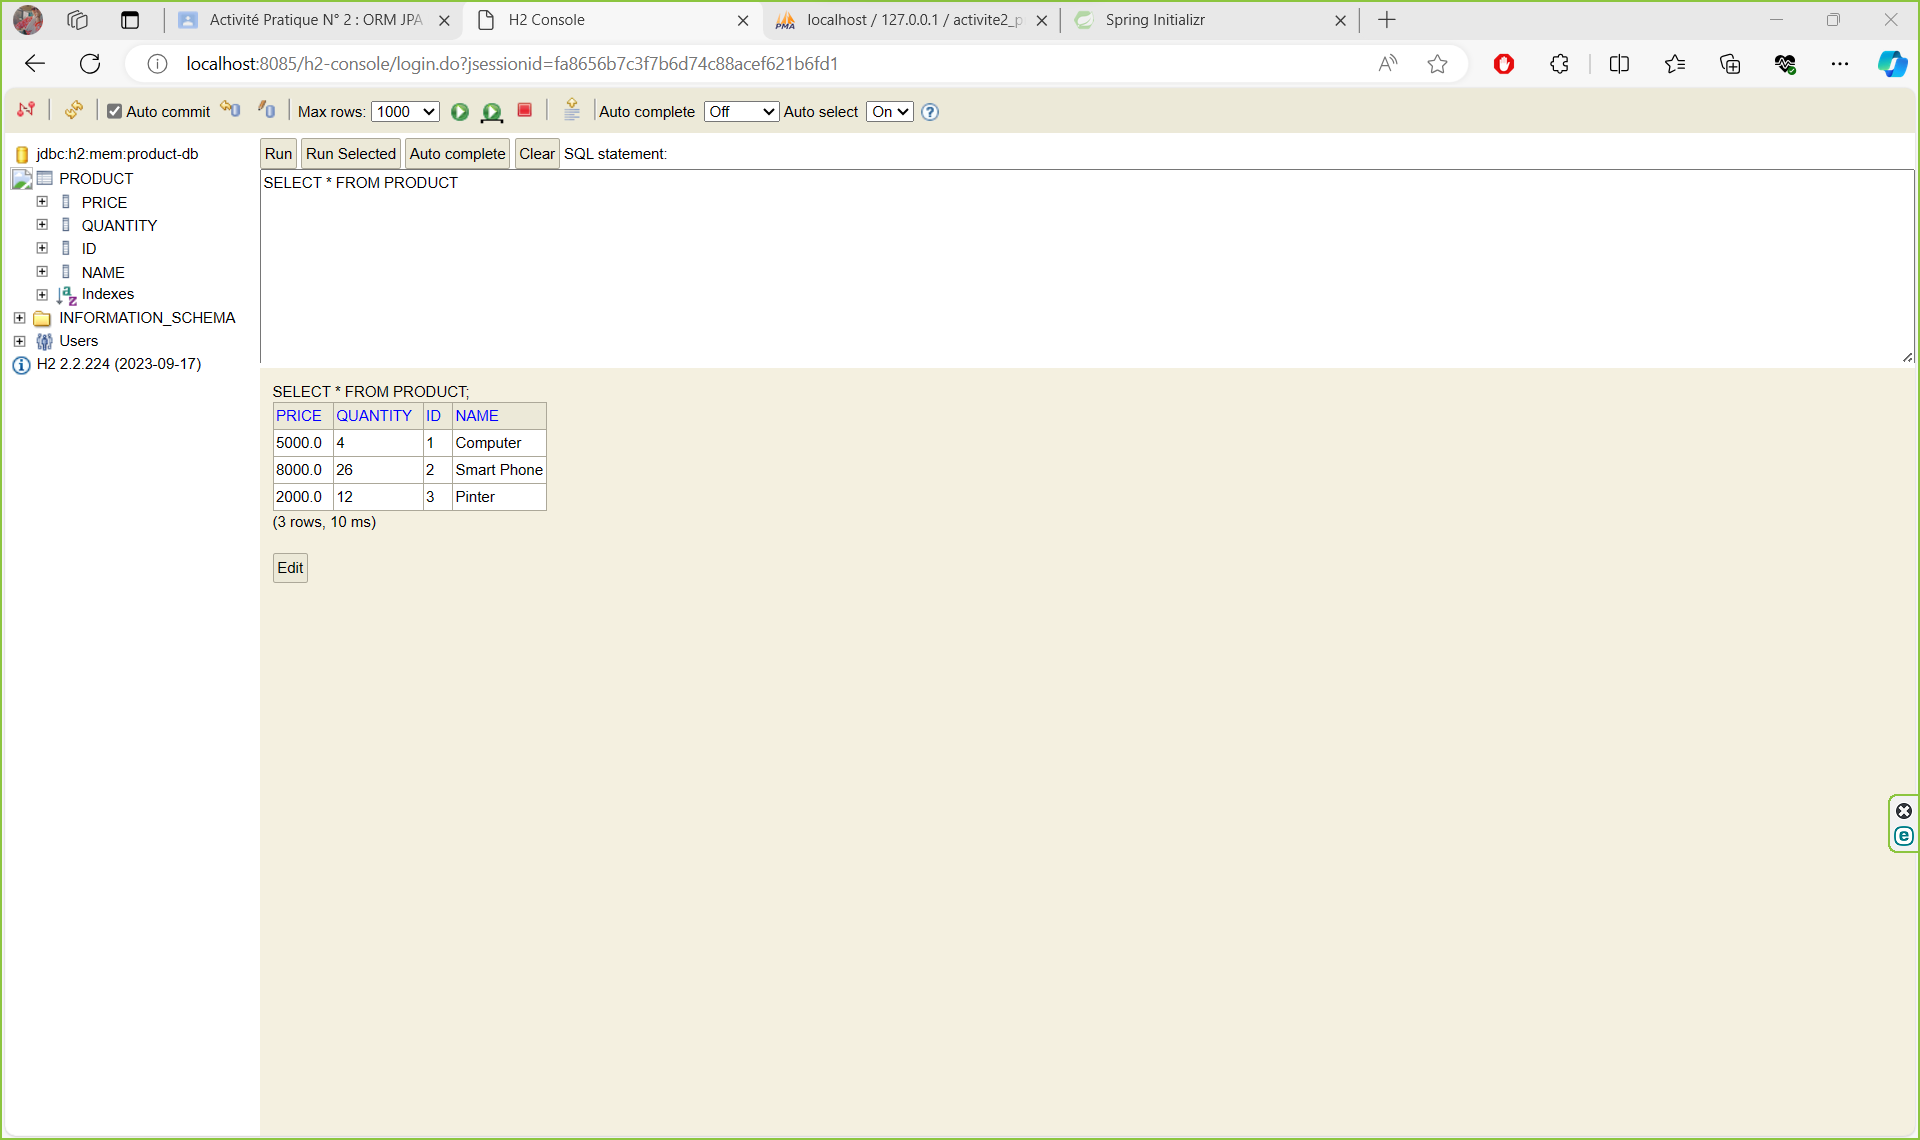 Activité Pratique N° 2 : ORM JPA
H2 Console
localhost / 127.0.0.1 / activite2_p
Spring Initializr
localhost:8085/h2-console/login.do?jsessionid=fa8656b7c3f7b6d74c88acef621b6fd1
Auto commit
Max rows: 1000
Auto complete Off
Auto select On
jdbc:h2:mem:product-db
PRODUCT
PRICE
QUANTITY
ID
NAME
Indexes
INFORMATION_SCHEMA
Users
H2 2.2.224 (2023-09-17)
Run Run Selected Auto complete Clear SQL statement:
SELECT * FROM PRODUCT
SELECT * FROM PRODUCT;
PRICE QUANTITY ID NAME
5000.0 4 1 Computer
8000.0 26 2 Smart Phone
2000.0 12 3 Pinter
(3 rows, 10 ms)
Edit